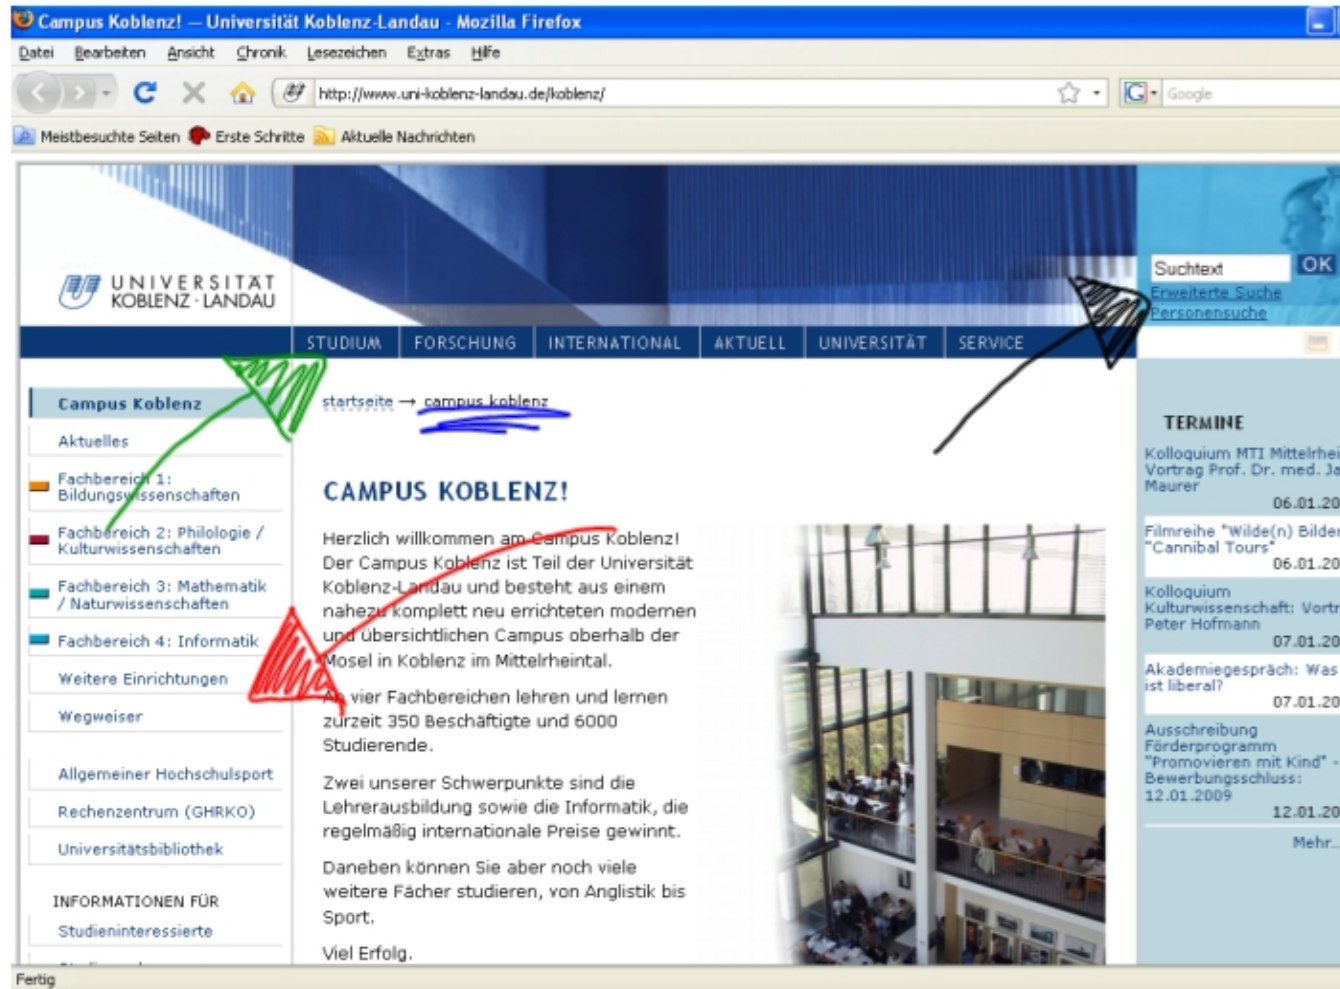 Campus Koblenz! — Universität Koblenz-Landau - Mozilla Firefox
Datei Bearbeiten Ansicht Chronik Lesezeichen Extras Hilfe
http://www.uni-koblenz-landau.de/koblenz/
Google
Meistbesuchte Seiten Erste Schritte Aktuelle Nachrichten
UNIVERSITÄT
KOBLENZ · LANDAU
Suchtext OK
Erweiterte Suche
Personensuche
STUDIUM FORSCHUNG INTERNATIONAL AKTUELL UNIVERSITÄT SERVICE
Campus Koblenz
Aktuelles
Fachbereich 1:
Bildungswissenschaften
Fachbereich 2: Philologie /
Kulturwissenschaften
Fachbereich 3: Mathematik
/ Naturwissenschaften
Fachbereich 4: Informatik
Weitere Einrichtungen
Wegweiser
Allgemeiner Hochschulsport
Rechenzentrum (GHRKO)
Universitätsbibliothek
INFORMATIONEN FÜR
Studieninteressierte
startseite → campus koblenz
CAMPUS KOBLENZ!
Herzlich willkommen am Campus Koblenz!
Der Campus Koblenz ist Teil der Universität
Koblenz-Landau und besteht aus einem
nahezu komplett neu errichteten modernen
und übersichtlichen Campus oberhalb der
Mosel in Koblenz im Mittelrheintal.
An vier Fachbereichen lehren und lernen
zurzeit 350 Beschäftigte und 6000
Studierende.
Zwei unserer Schwerpunkte sind die
Lehrerausbildung sowie die Informatik, die
regelmäßig internationale Preise gewinnt.
Daneben können Sie aber noch viele
weitere Fächer studieren, von Anglistik bis
Sport.
Viel Erfolg.
TERMINE
Kolloquium MTI Mittelrhei
Vortrag Prof. Dr. med. Ja
Maurer
06.01.20
Filmreihe "Wilde(n) Bilder
"Cannibal Tours"
06.01.20
Kolloquium
Kulturwissenschaft: Vortr
Peter Hofmann
07.01.20
Akademiegespräch: Was
ist liberal?
07.01.20
Ausschreibung
Förderprogramm
"Promovieren mit Kind" -
Bewerbungsschluss:
12.01.2009
12.01.20
Mehr...
Fertig